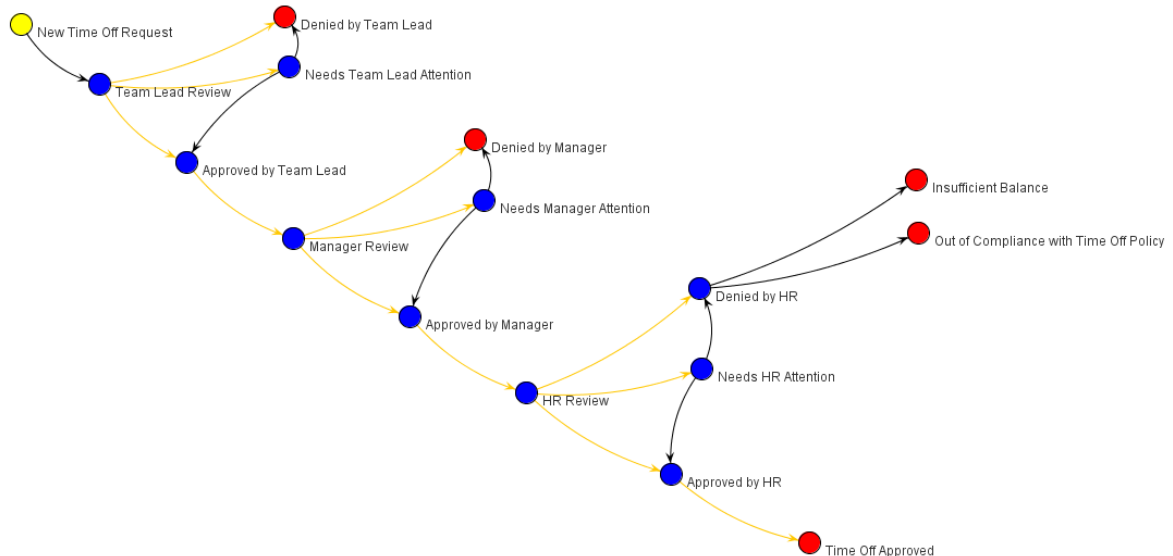 New Time Off Request
Denied by Team Lead
Needs Team Lead Attention
Team Lead Review
Approved by Team Lead
Denied by Manager
Needs Manager Attention
Manager Review
Approved by Manager
Insufficient Balance
Out of Compliance with Time Off Policy
Denied by HR
Needs HR Attention
HR Review
Approved by HR
Time Off Approved